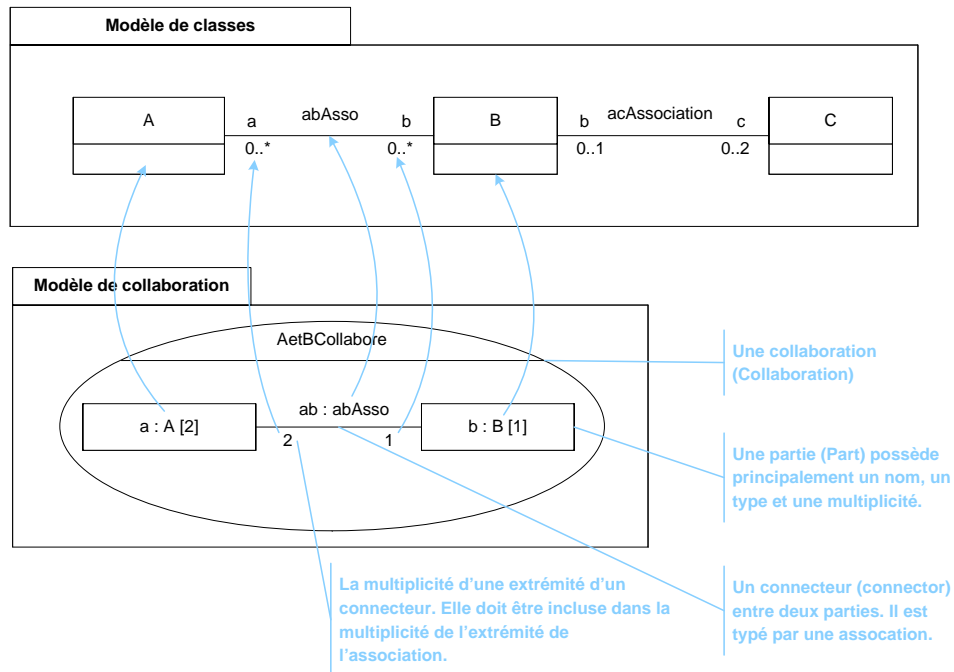 Modèle de classes
A
a
abAsso
b
B
b
acAssociation
c
C
0..*
0..*
0..1
0..2
Modèle de collaboration
AetBCollabore
a : A [2]
ab : abAsso
2
1
b : B [1]
Une collaboration
(Collaboration)
Une partie (Part) possède
principalement un nom, un
type et une multiplicité.
La multiplicité d'une extrémité d'un
connecteur. Elle doit être incluse dans la
multiplicité de l'extrémité de
l'association.
Un connecteur (connector)
entre deux parties. Il est
typé par une assocation.